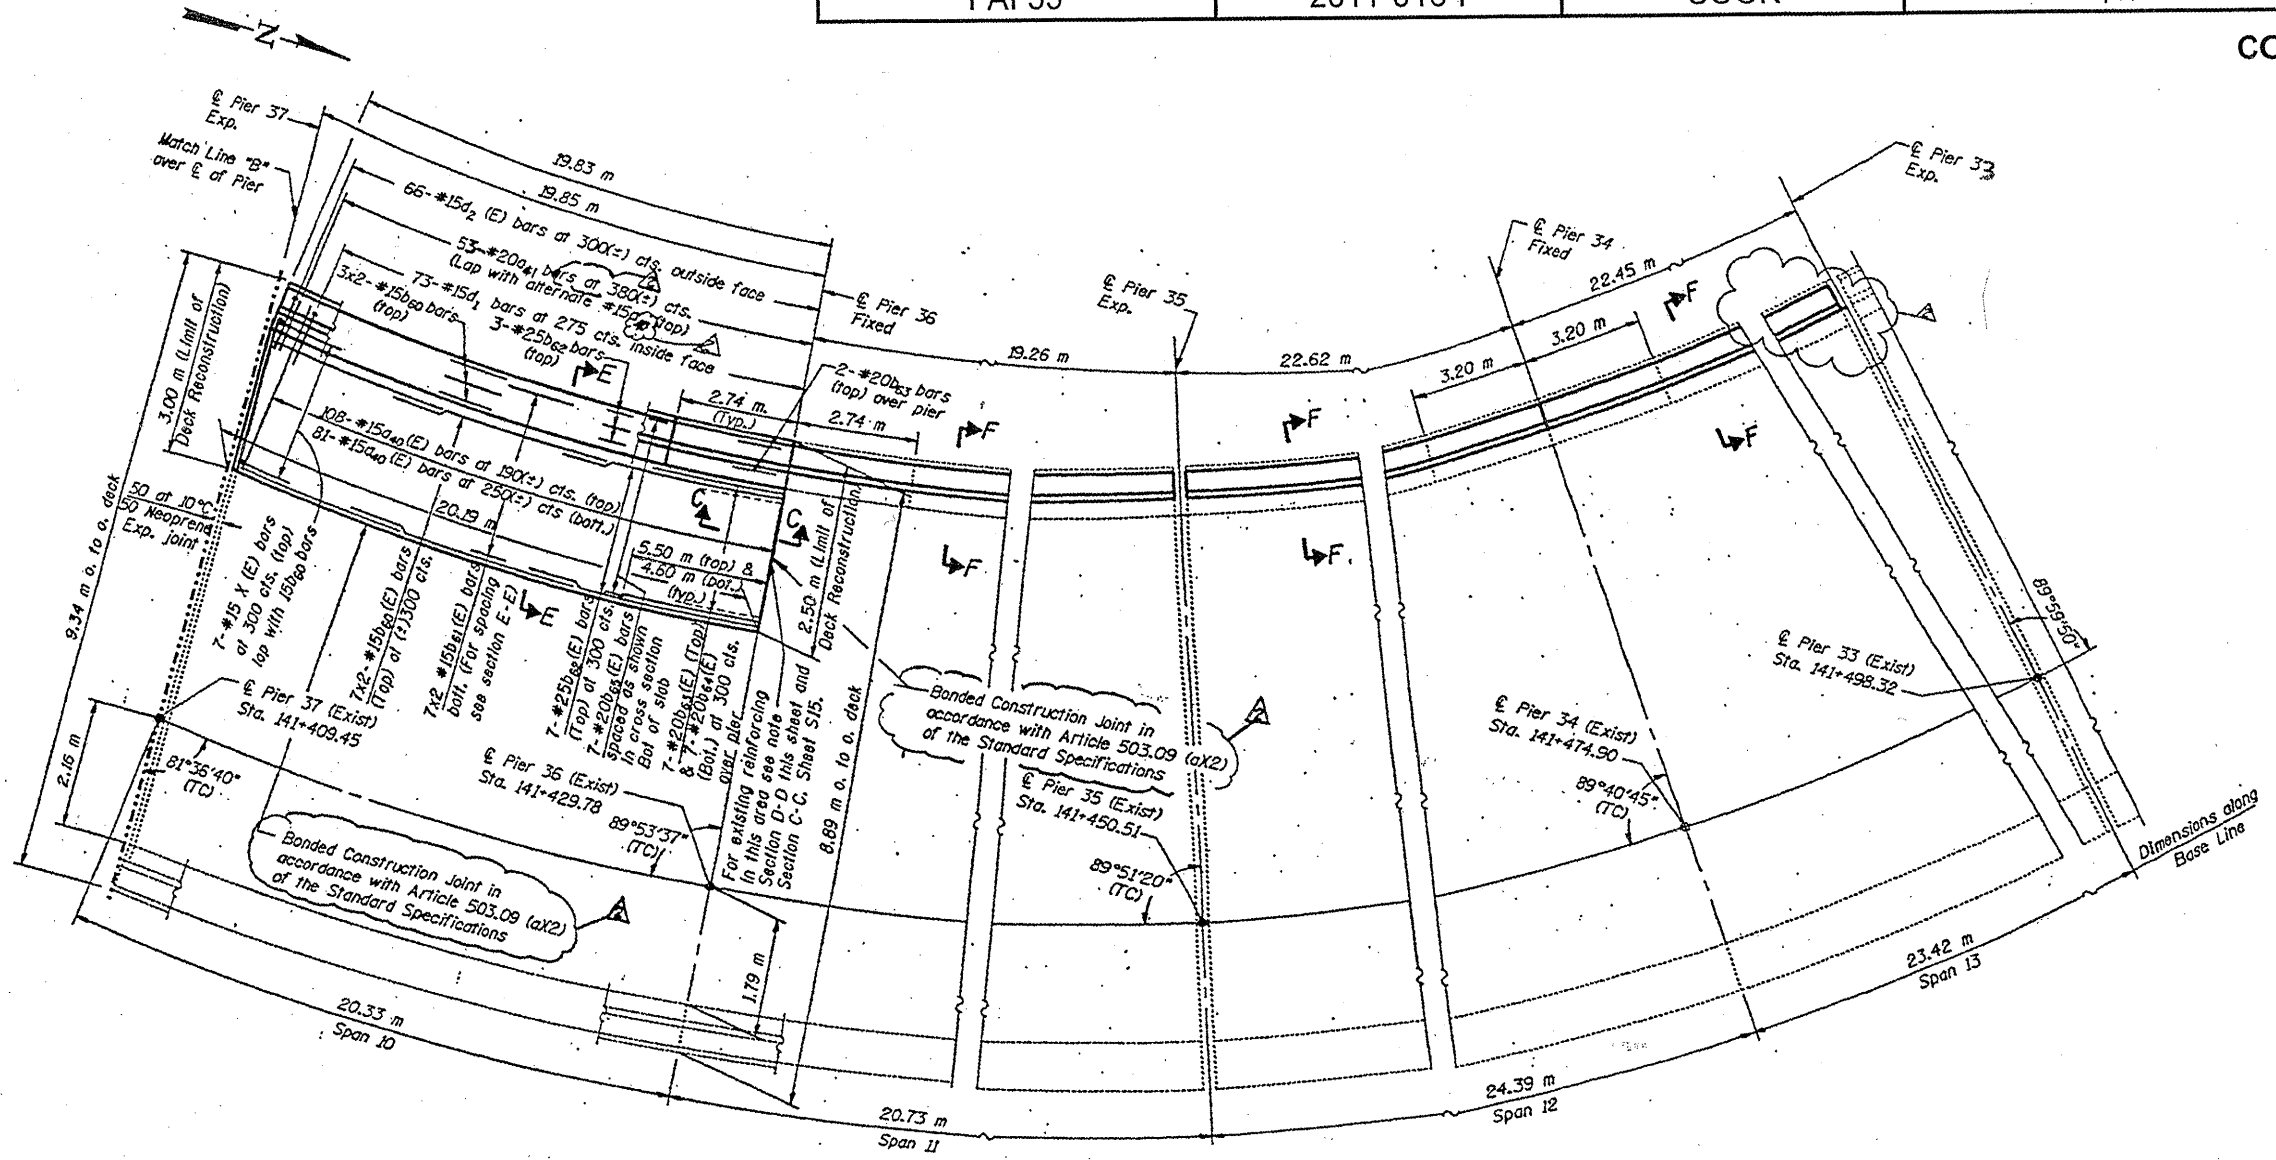 N
℄ Pier 37
Exp.
Match Line "B"
over ℄ of Pier
19.83 m
19.85 m
66-#15d2 (E) bars at 300(±) cts. outside face
53-#20a41 bars at 380(±) cts.
(Lap with alternate #15a40 (top)
73-#15d1 bars at 275 cts. inside face
3x2-#15b60 bars
(top)
3-#25b62 bars
(top)
℄ Pier 36
Fixed
3.00 m (Limit of
Deck Reconstruction)
E
2.74 m.
(Typ.)
2.74 m
2-#20b63 bars
(top) over pier
19.26 m
℄ Pier 35
Exp.
22.62 m
℄ Pier 34
Fixed
22.45 m
3.20 m
3.20 m
℄ Pier 33
Exp.
F
F
F
F
F
F
108-#15a40 (E) bars at 190(±) cts. (top)
81-#15a40 (E) bars at 250(±) cts (bott.)
20.19 m
C
C
5.50 m (top) &
4.60 m (bot.)
(typ.)
2.50 m (Limit of
Deck Reconstruction)
9.34 m o. to o. deck
50 at 10°C.
50 Neoprene
Exp. joint
7-#15 X (E) bars
at 300 cts. (top)
lap with 15b60 bars
7x2-#15b60(E) bars
(Top) at (±)300 cts.
7x2 #15b61(E) bars
bott. (For spacing
see section E-E)
E
7-#25b62(E) bars
(Top) at 300 cts.
7-#20b65(E) bars
spaced as shown
in cross section
Bot of slab
7-#20b63(E) (Top)
& 7-#20b64(E)
(Bot.) at 300 cts.
over pier
For existing reinforcing
in this area see note
Section D-D this sheet and
Section C-C, Sheet S15.
8.89 m o. to o. deck
Bonded Construction Joint in
accordance with Article 503.09 (aX2)
of the Standard Specifications
2
℄ Pier 37 (Exist)
Sta. 141+409.45
81°36'40"
(TC)
2.16 m
℄ Pier 36 (Exist)
Sta. 141+429.78
89°53'37"
(TC)
℄ Pier 35 (Exist)
Sta. 141+450.51
89°51'20"
(TC)
℄ Pier 34 (Exist)
Sta. 141+474.90
89°40'45"
(TC)
℄ Pier 33 (Exist)
Sta. 141+498.32
89°59'50"
Bonded Construction Joint in
accordance with Article 503.09 (aX2)
of the Standard Specifications
1.79 m
20.33 m
Span 10
20.73 m
Span 11
24.39 m
Span 12
23.42 m
Span 13
Dimensions along
Base Line